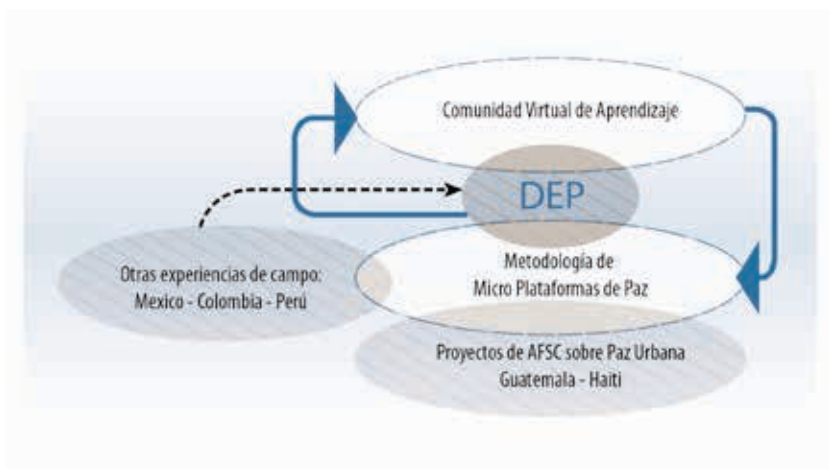 Comunidad Virtual de Aprendizaje
DEP
Otras experiencias de campo:
Mexico - Colombia - Perú
Metodología de
Micro Plataformas de Paz
Proyectos de AFSC sobre Paz Urbana
Guatemala - Haiti